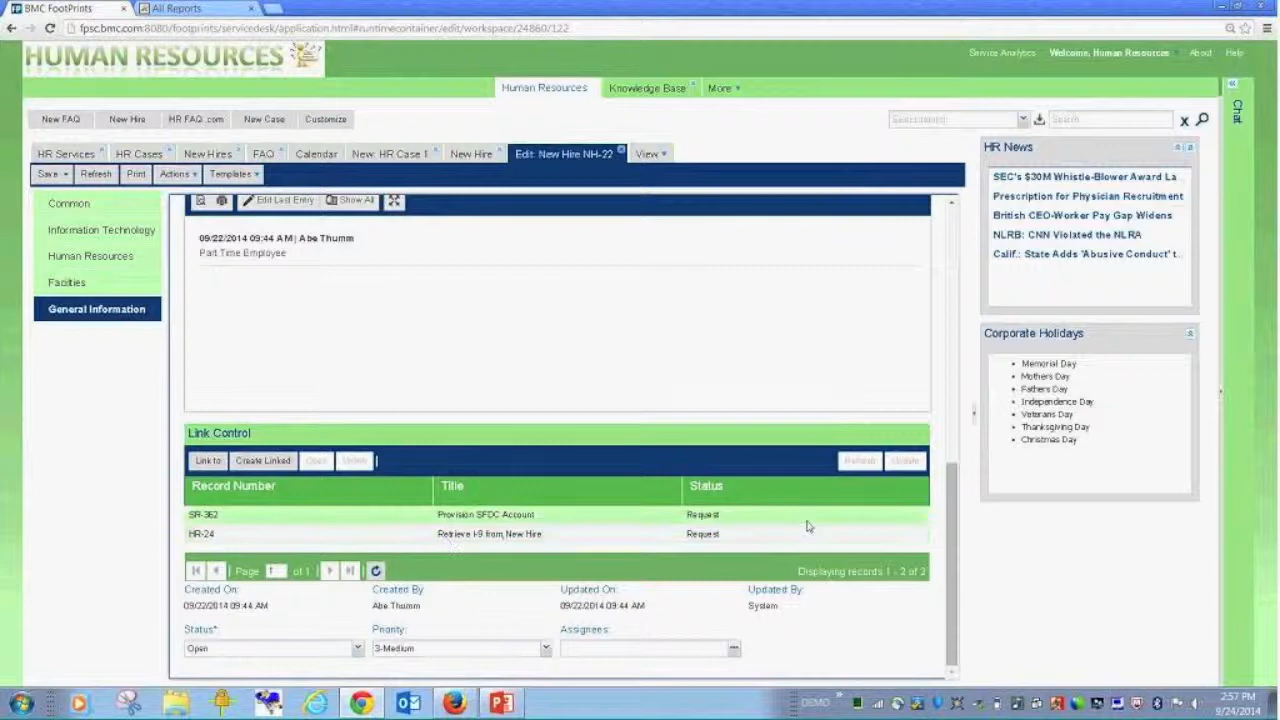 BMC FootPrints
All Reports
fpsc.bmc.com:8080/footprints/servicedesk/application.html#runtimecontainer/edit/workspace/24860/122
HUMAN RESOURCES
Service Analytics Welcome, Human Resources About Help
Human Resources Knowledge Base More
Chat
New FAQ New Hire HR FAQ .com New Case Customize
Search
HR Services HR Cases New Hires FAQ Calendar New: HR Case 1 New Hire Edit: New Hire NH-22 View
Save Refresh Print Actions Templates
Common
Information Technology
Human Resources
Facilities
General Information
Edit Last Entry Show All
09/22/2014 09:44 AM | Abe Thumm
Part Time Employee
Link Control
Link to Create Linked Open Refresh
Record Number Title Status
SR-362 Provision SFDC Account Request
HR-24 Retrieve I-9 from New Hire Request
Page 1 of 1 Displaying records 1 - 2 of 2
Created On: Created By: Updated On: Updated By:
09/22/2014 09:44 AM Abe Thumm 09/22/2014 09:44 AM System
Status*: Priority: Assignees:
Open 3-Medium
HR News
SEC's $30M Whistle-Blower Award La
Prescription for Physician Recruitment
British CEO-Worker Pay Gap Widens
NLRB: CNN Violated the NLRA
Calif.: State Adds 'Abusive Conduct' t...
Corporate Holidays
Memorial Day
Mothers Day
Fathers Day
Independence Day
Veterans Day
Thanksgiving Day
Christmas Day
DEMO
2:57 PM
9/24/2014